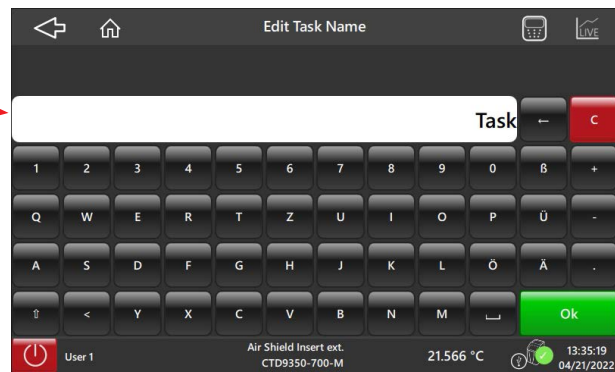 Edit Task Name
LIVE
Task
← C
1 2 3 4 5 6 7 8 9 0 ß +
Q W E R T Z U I O P Ü -
A S D F G H J K L Ö Ä .
⇧ < Y X C V B N M ⎵ Ok
User 1
Air Shield Insert ext.
CTD9350-700-M
21.566 °C
13:35:19
04/21/2022